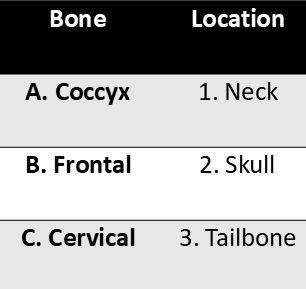 Bone Location
A. Coccyx 1. Neck
B. Frontal 2. Skull
C. Cervical 3. Tailbone